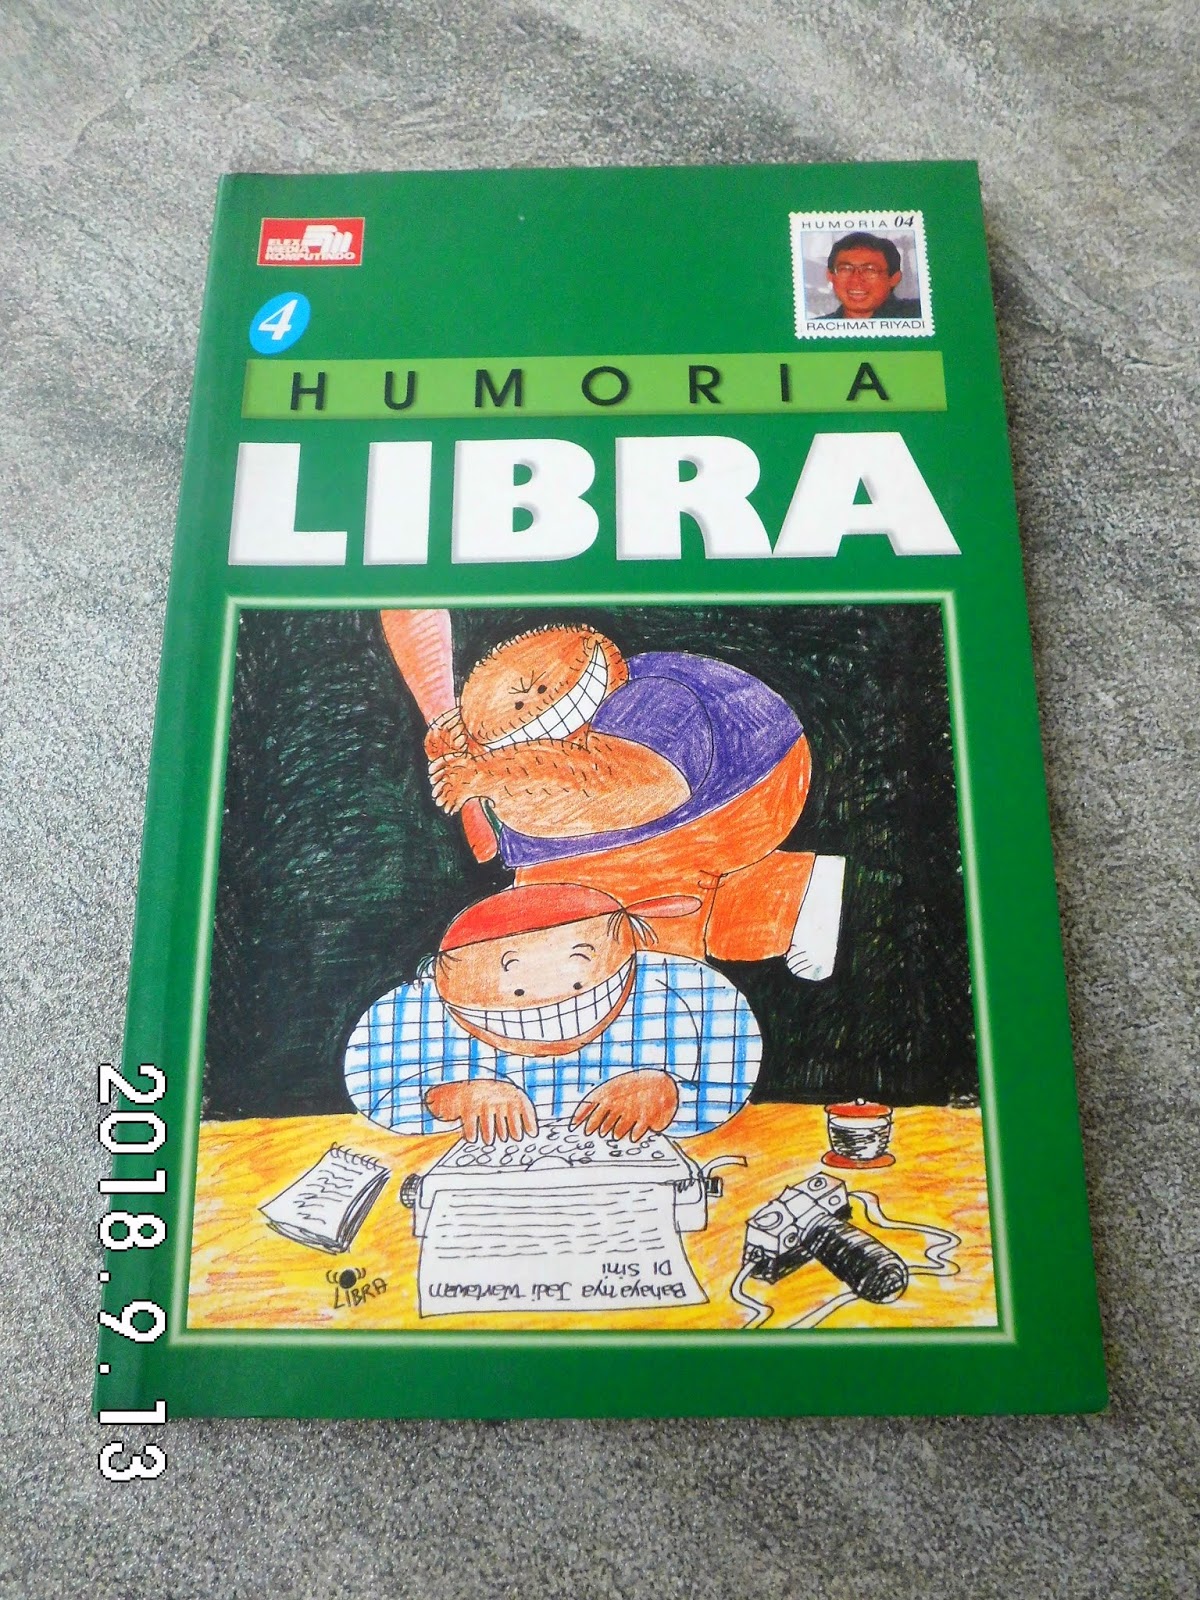 ELEX
MEDIA
KOMPUTINDO
HUMORIA 04
RACHMAT RIYADI
4
HUMORIA
LIBRA
Bahayanya Jadi Wartawan
Di Sini
LIBRA
2018.9.13